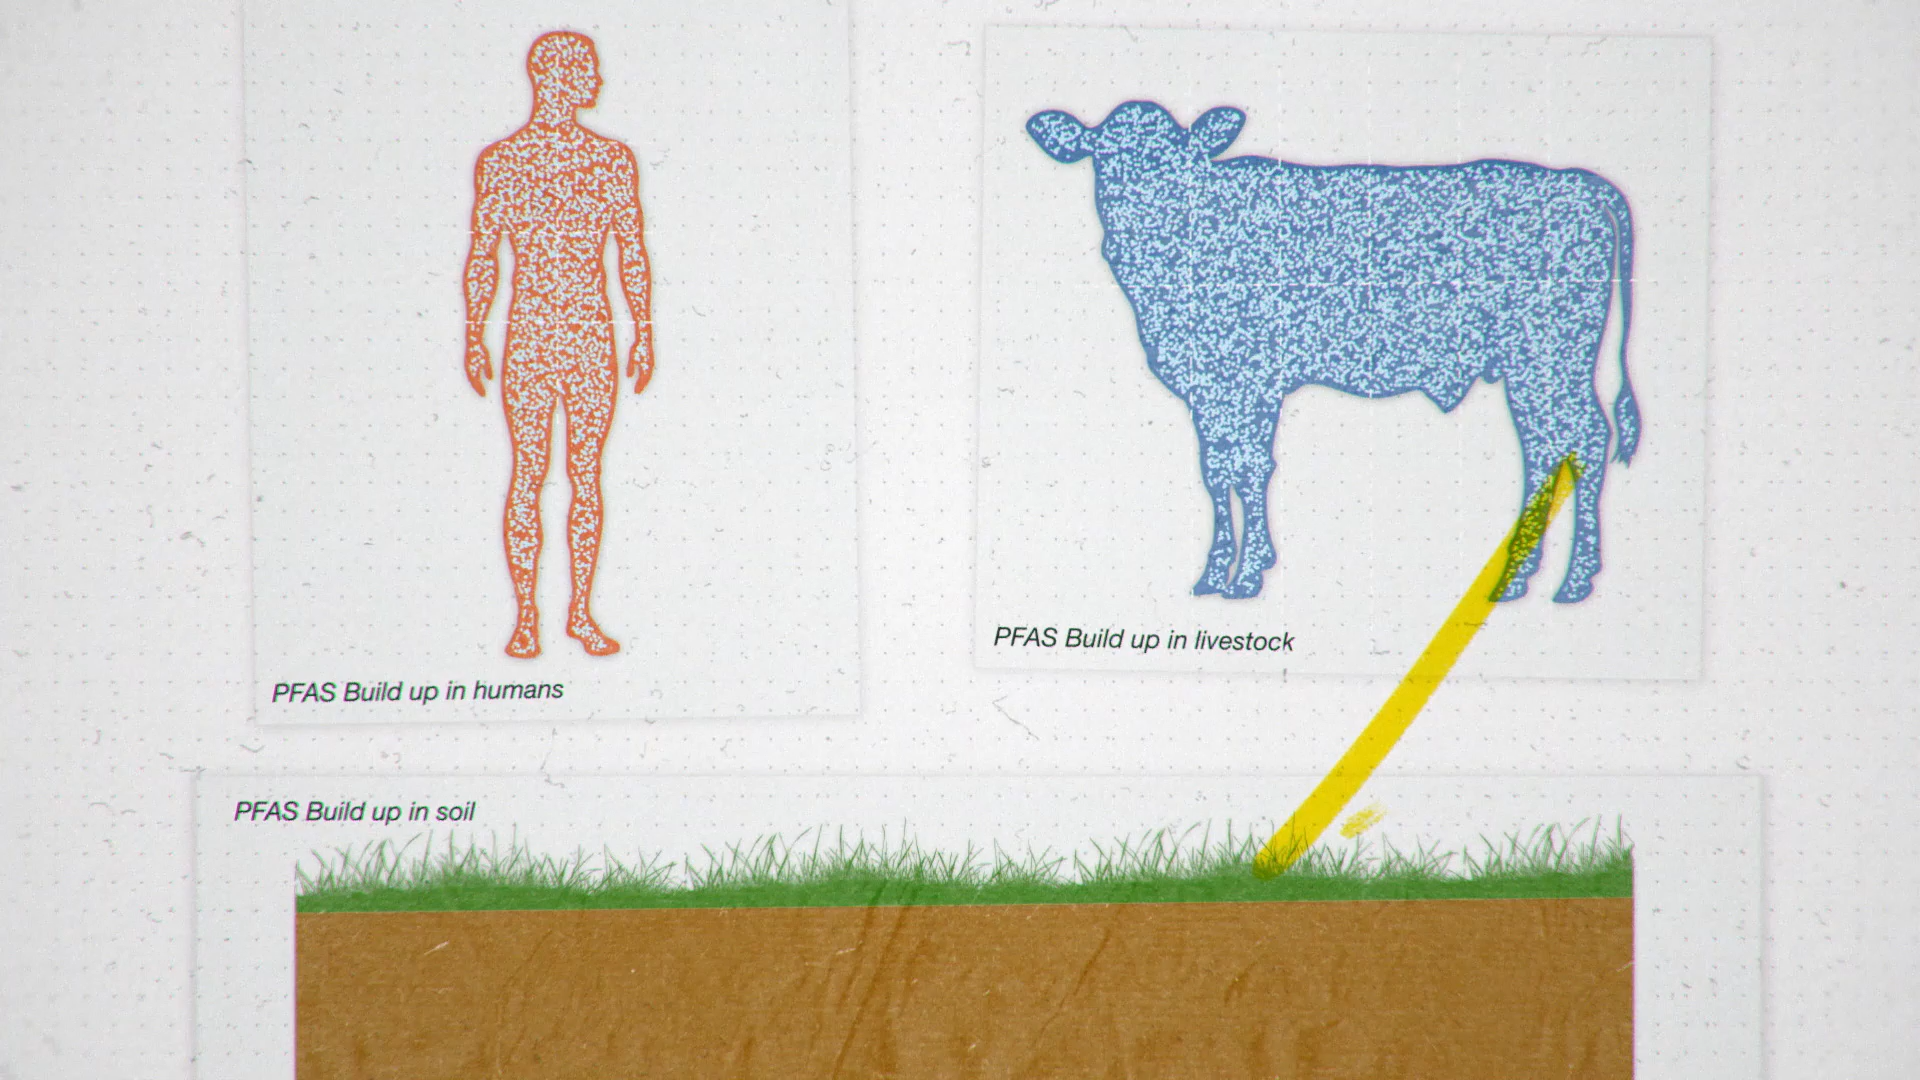 PFAS Build up in humans
PFAS Build up in livestock
PFAS Build up in soil